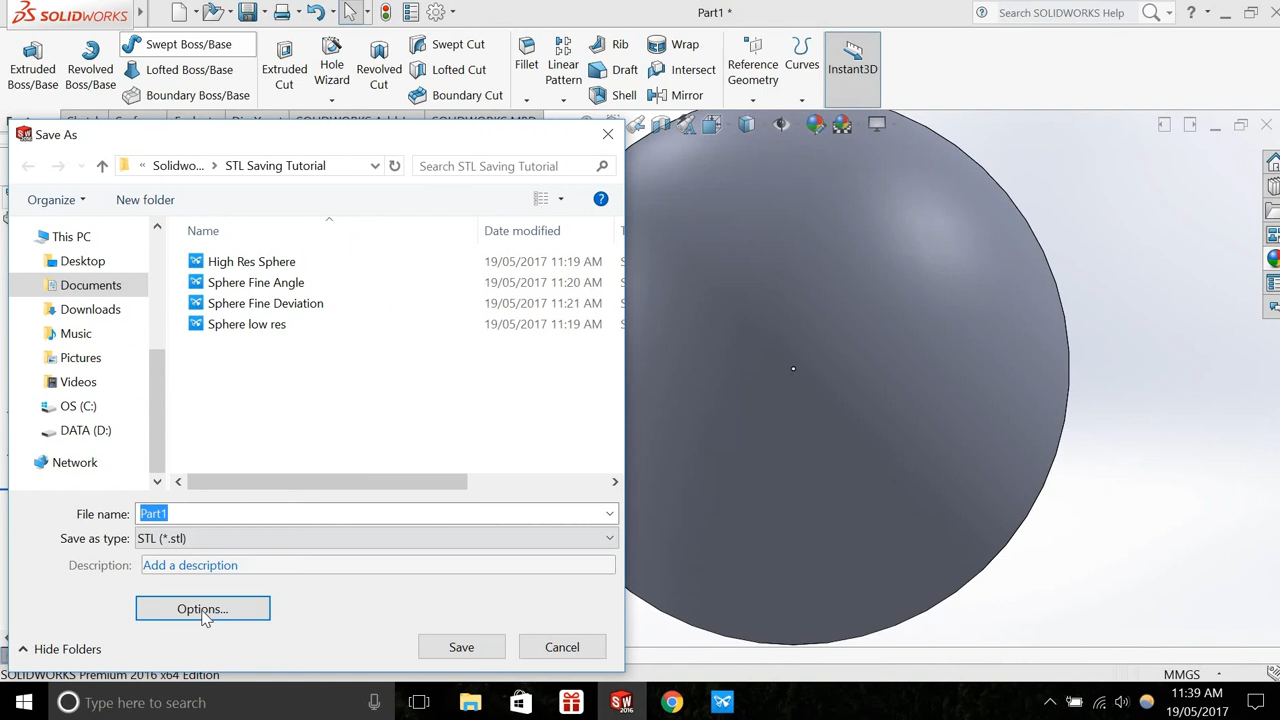 SOLIDWORKS
Part1 *
Search SOLIDWORKS Help
Extruded Boss/Base
Revolved Boss/Base
Swept Boss/Base
Lofted Boss/Base
Boundary Boss/Base
Extruded Cut
Hole Wizard
Revolved Cut
Swept Cut
Lofted Cut
Boundary Cut
Fillet
Linear Pattern
Rib
Draft
Shell
Wrap
Intersect
Mirror
Reference Geometry
Curves
Instant3D
Save As
« Solidwo... > STL Saving Tutorial
Search STL Saving Tutorial
Organize
New folder
This PC
Desktop
Documents
Downloads
Music
Pictures
Videos
OS (C:)
DATA (D:)
Network
Name
Date modified
High Res Sphere 19/05/2017 11:19 AM
Sphere Fine Angle 19/05/2017 11:20 AM
Sphere Fine Deviation 19/05/2017 11:21 AM
Sphere low res 19/05/2017 11:19 AM
File name: Part1
Save as type: STL (*.stl)
Description: Add a description
Options...
Hide Folders
Save
Cancel
SOLIDWORKS Premium 2016 x64 Edition
MMGS
Type here to search
SW
2016
11:39 AM
19/05/2017